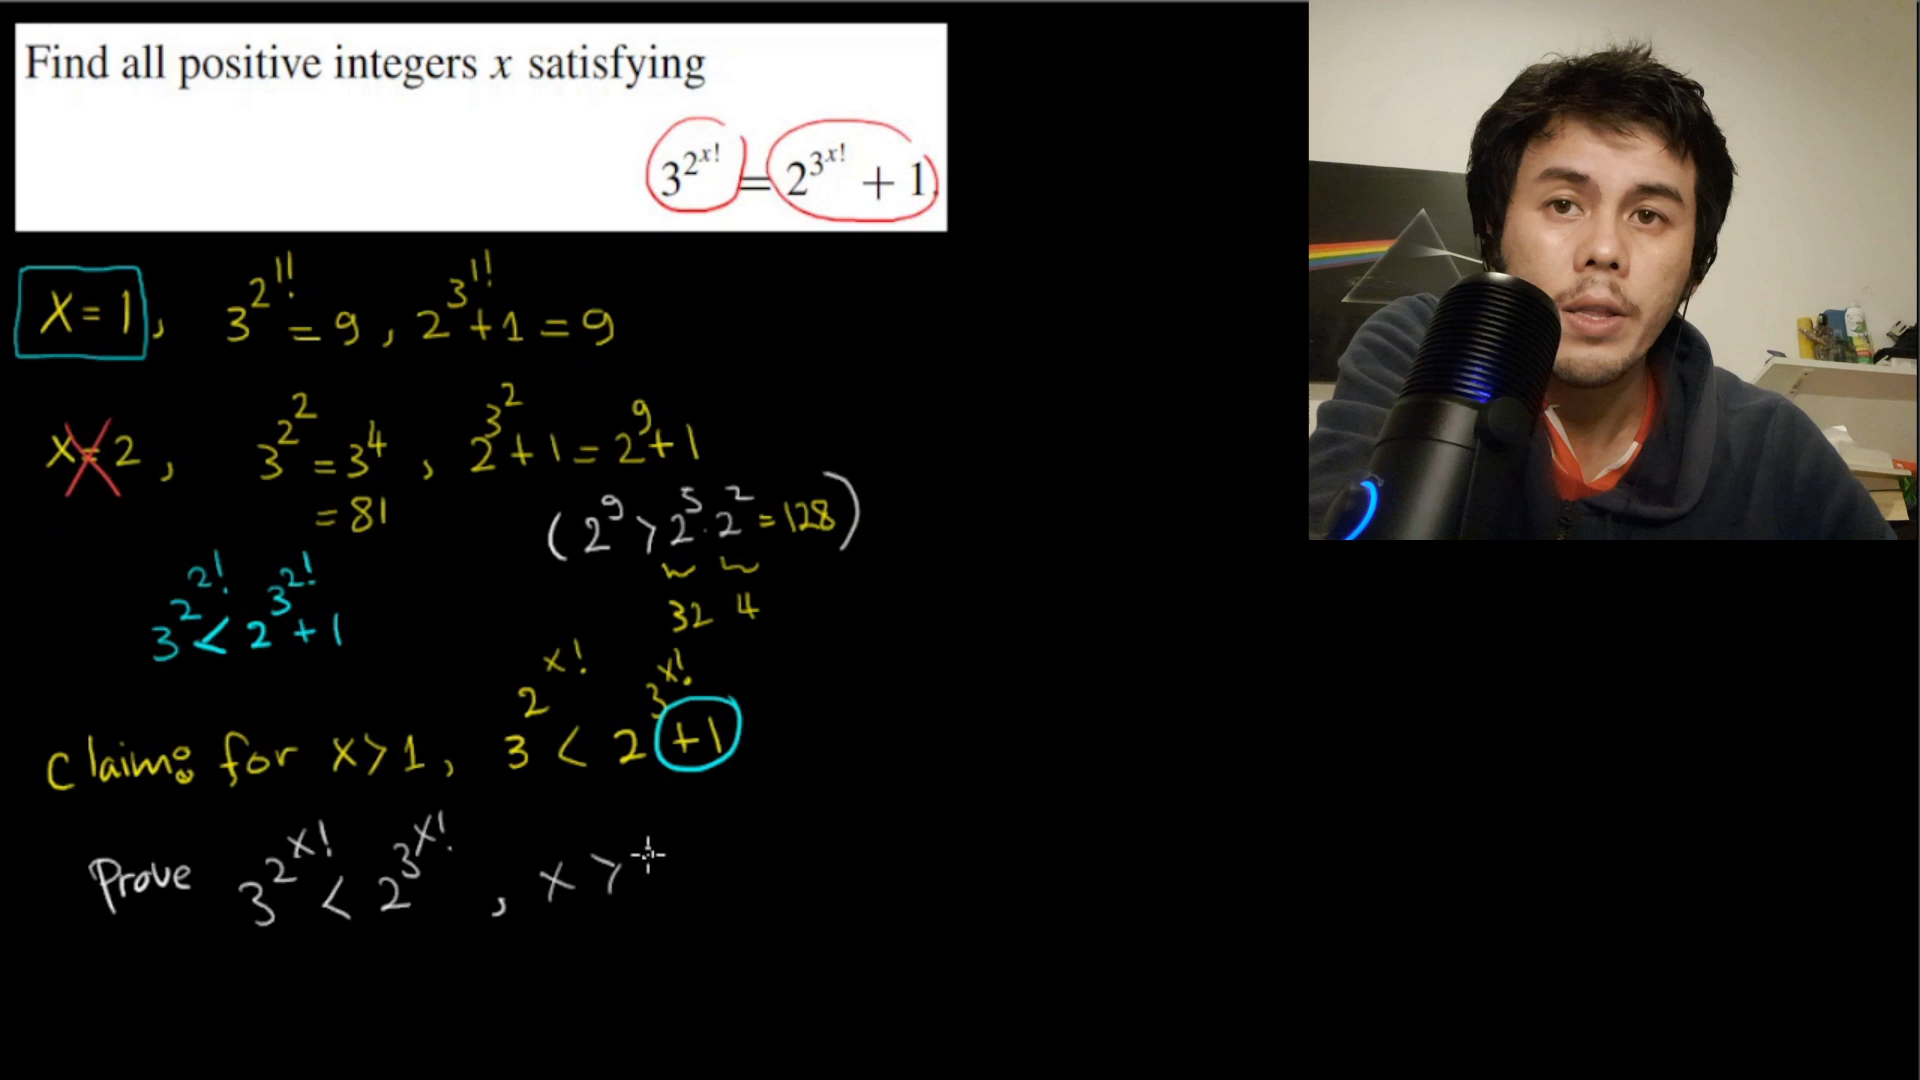 Find all positive integers x satisfying
3^{2^{x!}} = 2^{3^{x!}} + 1.
x = 1, 3^{2^{1!}} = 9, 2^{3^{1!}} + 1 = 9
x = 2, 3^{2^2} = 3^4, 2^{3^2} + 1 = 2^9 + 1
= 81
(2^9 > 2^5 · 2^2 = 128)
32 4
3^{2^{2!}} < 2^{3^{2!}} + 1
Claim: for x > 1, 3^{2^{x!}} < 2^{3^{x!}} + 1
Prove 3^{2^{x!}} < 2^{3^{x!}}, x >